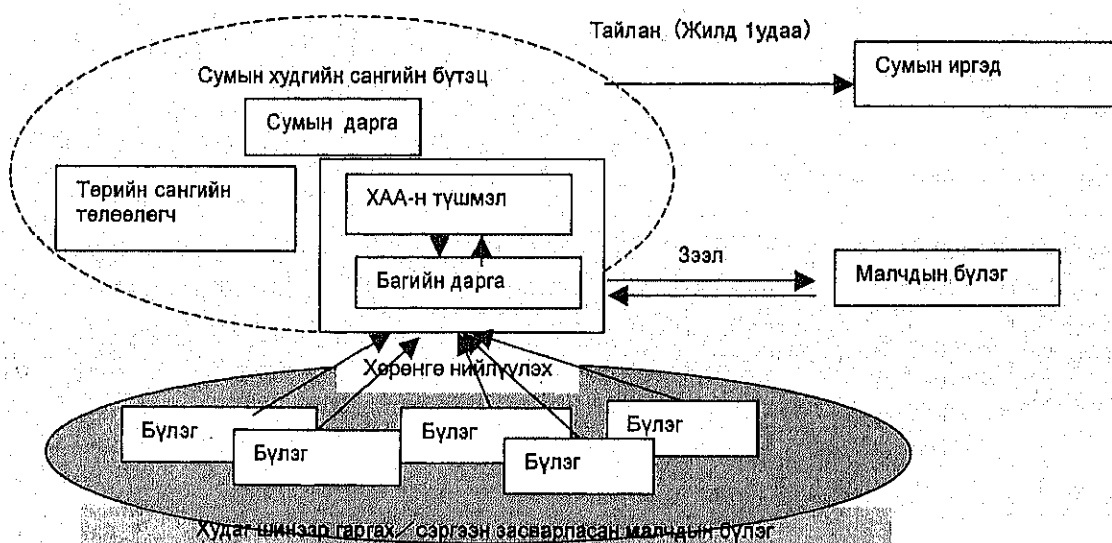 Тайлан (Жилд 1удаа)
Сумын иргэд
Сумын худгийн сангийн бүтэц
Сумын дарга
Төрийн сангийн
төлөөлөгч
ХАА-н түшмэл
Багийн дарга
Зээл
Малчдын бүлэг
Хөрөнгө нийлүүлэх
Бүлэг
Бүлэг
Бүлэг
Бүлэг
Бүлэг
Худаг шинээр гаргах／сэргээн засварласан малчдын бүлэг